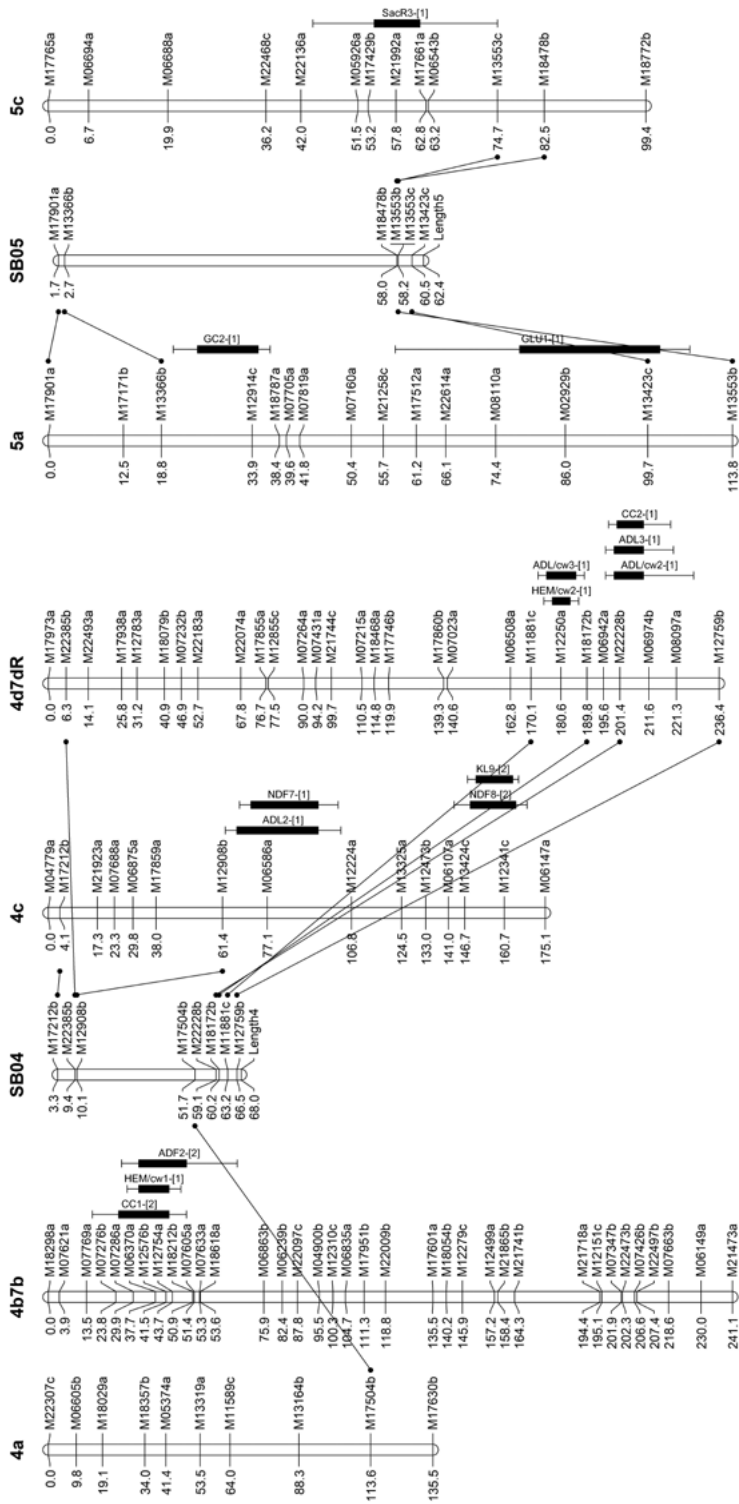 4a
0.0 M22307c
9.8 M06605b
19.1 M18029a
34.0 M18357b
41.4 M05374a
53.5 M13319a
64.0 M11589c
88.3 M13164b
113.6 M17504b
135.5 M17630b
4b7b
0.0 M18298a
3.9 M07621a
13.5 M07769a
23.8 M07276b
29.9 M07286a
37.7 M06370a
41.5 M12576b
43.7 M12754a
50.9 M18212b
51.4 M07605a
53.3 M07633a
53.6 M18618a
75.9 M06863b
82.4 M06239b
87.8 M22097c
95.5 M04900b
100.3 M12310c
104.7 M06835a
111.3 M17951b
118.8 M22009b
135.5 M17601a
140.2 M18054b
145.9 M12279c
157.2 M12499a
158.4 M21865b
164.3 M21741b
194.4 M21718a
195.1 M12151c
201.9 M07347b
202.3 M22473b
206.6 M07426b
207.4 M22497b
218.6 M07663b
230.0 M06149a
241.1 M21473a
CC1-[2]
HEM/cw1-[1]
ADF2-[2]
SB04
3.3 M17212b
9.4 M22385b
10.1 M12908b
51.7 M17504b
59.1 M22228b
60.2 M18172b
63.2 M11881c
66.5 M12759b
68.0 Length4
4c
0.0 M04779a
4.1 M17212b
17.3 M21923a
23.3 M07688a
29.8 M06875a
38.0 M17859a
61.4 M12908b
77.1 M06586a
106.8 M12224a
124.5 M13325a
133.0 M12473b
141.0 M06107a
146.7 M13424c
160.7 M12341c
175.1 M06147a
ADL2-[1]
NDF7-[1]
NDF8-[2]
KL9-[2]
4d7dR
0.0 M17973a
6.3 M22385b
14.1 M22493a
25.8 M17938a
31.2 M12783a
40.9 M18079b
46.9 M07232b
52.7 M22183a
67.8 M22074a
76.7 M17855a
77.5 M12855c
90.0 M07264a
94.2 M07431a
99.7 M21744c
110.5 M07215a
114.8 M18468a
119.9 M17746b
139.3 M17860b
140.6 M07023a
162.8 M06508a
170.1 M11881c
180.6 M12250a
189.8 M18172b
195.6 M06942a
201.4 M22228b
211.6 M06974b
221.3 M08097a
236.4 M12759b
HEM/cw2-[1]
ADL/cw3-[1]
ADL/cw2-[1]
ADL3-[1]
CC2-[1]
5a
0.0 M17901a
12.5 M17171b
18.8 M13366b
33.9 M12914c
38.4 M18787a
39.6 M07705a
41.8 M07819a
50.4 M07160a
55.7 M21258c
61.2 M17512a
66.1 M22614a
74.4 M08110a
86.0 M02929b
99.7 M13423c
113.8 M13553b
GC2-[1]
GLU1-[1]
SB05
1.7 M17901a
2.7 M13366b
58.0 M18478b
M13553b
58.2 M13553c
60.5 M13423c
62.4 Length5
5c
0.0 M17765a
6.7 M06694a
19.9 M06688a
36.2 M22468c
42.0 M22136a
51.5 M05926a
53.2 M17429b
57.8 M21992a
62.8 M17661a
63.2 M06543b
74.7 M13553c
82.5 M18478b
99.4 M18772b
SacR3-[1]